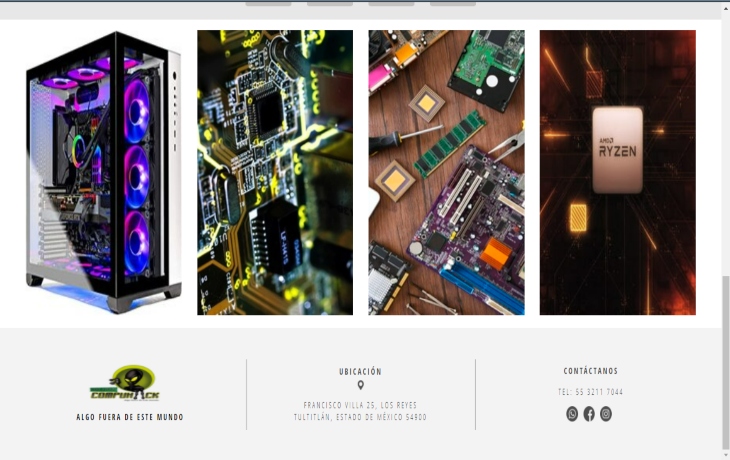 AMD
RYZEN
COMPUHACK
ALGO FUERA DE ESTE MUNDO
UBICACIÓN
FRANCISCO VILLA 25, LOS REYES
TULTITLÁN, ESTADO DE MÉXICO 54900
CONTÁCTANOS
TEL: 55 3211 7044